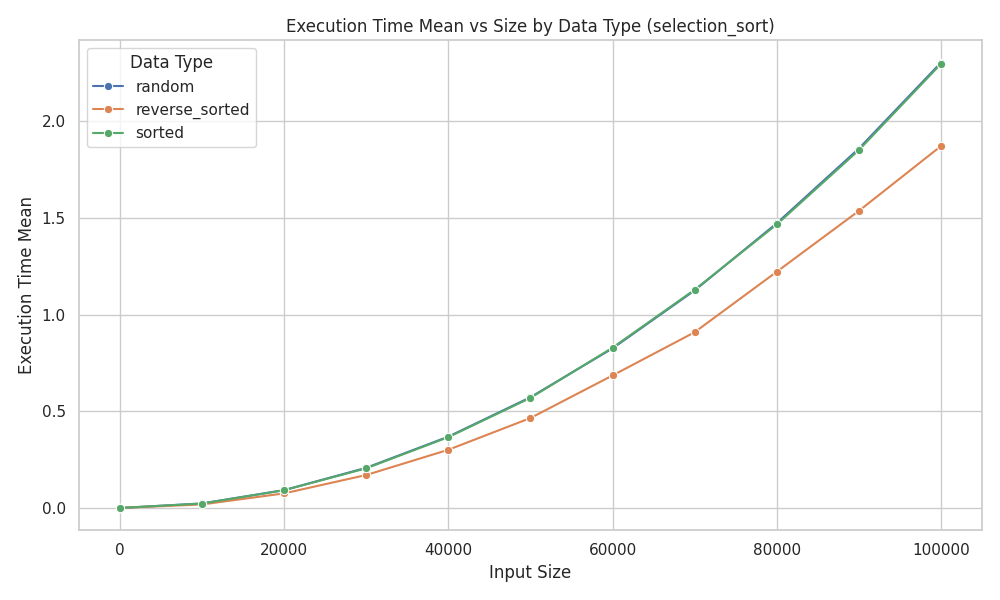 Execution Time Mean vs Size by Data Type (selection_sort)
Data Type
random
reverse_sorted
sorted
Execution Time Mean
2.0
1.5
1.0
0.5
0.0
0
20000
40000
60000
80000
100000
Input Size